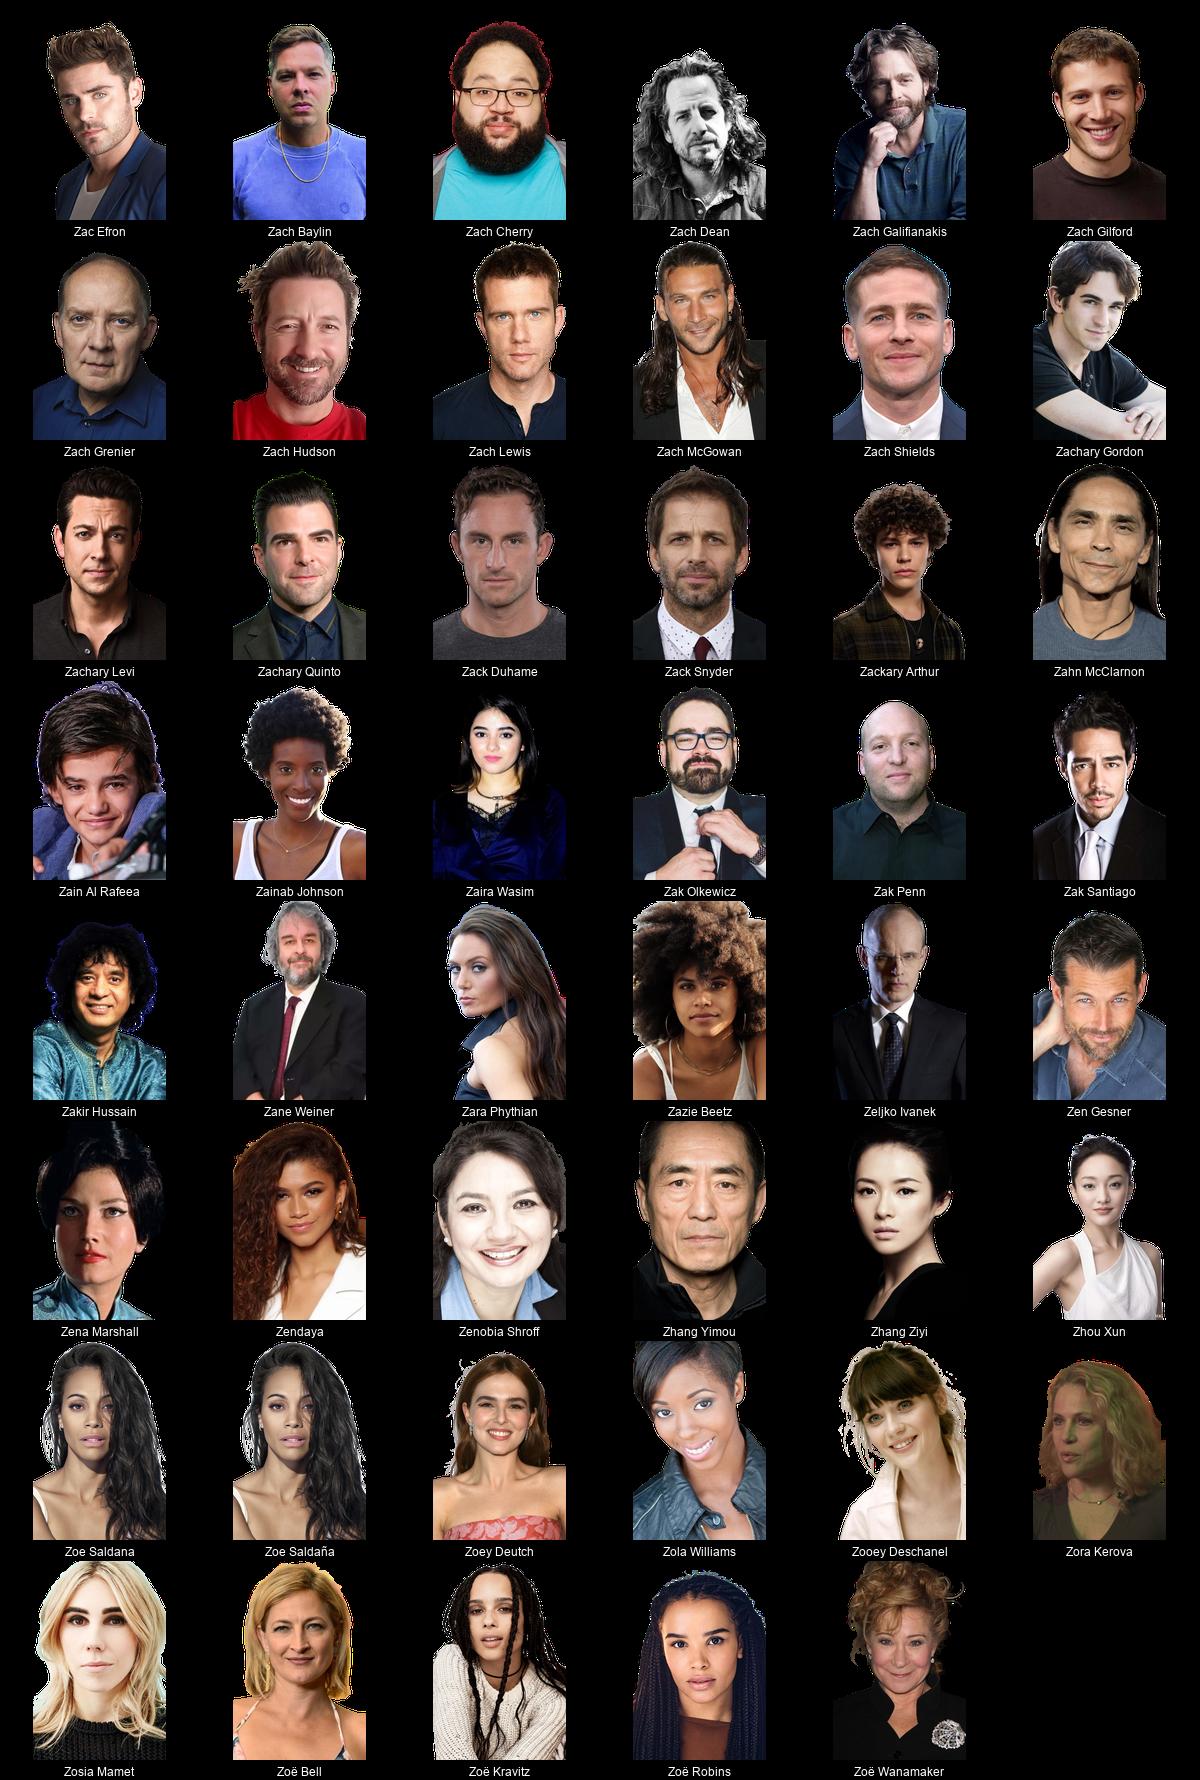 Zac Efron
Zach Baylin
Zach Cherry
Zach Dean
Zach Galifianakis
Zach Gilford
Zach Grenier
Zach Hudson
Zach Lewis
Zach McGowan
Zach Shields
Zachary Gordon
Zachary Levi
Zachary Quinto
Zack Duhame
Zack Snyder
Zackary Arthur
Zahn McClarnon
Zain Al Rafeea
Zainab Johnson
Zaira Wasim
Zak Olkewicz
Zak Penn
Zak Santiago
Zakir Hussain
Zane Weiner
Zara Phythian
Zazie Beetz
Zeljko Ivanek
Zen Gesner
Zena Marshall
Zendaya
Zenobia Shroff
Zhang Yimou
Zhang Ziyi
Zhou Xun
Zoe Saldana
Zoe Saldaña
Zoey Deutch
Zola Williams
Zooey Deschanel
Zora Kerova
Zosia Mamet
Zoë Bell
Zoë Kravitz
Zoë Robins
Zoë Wanamaker